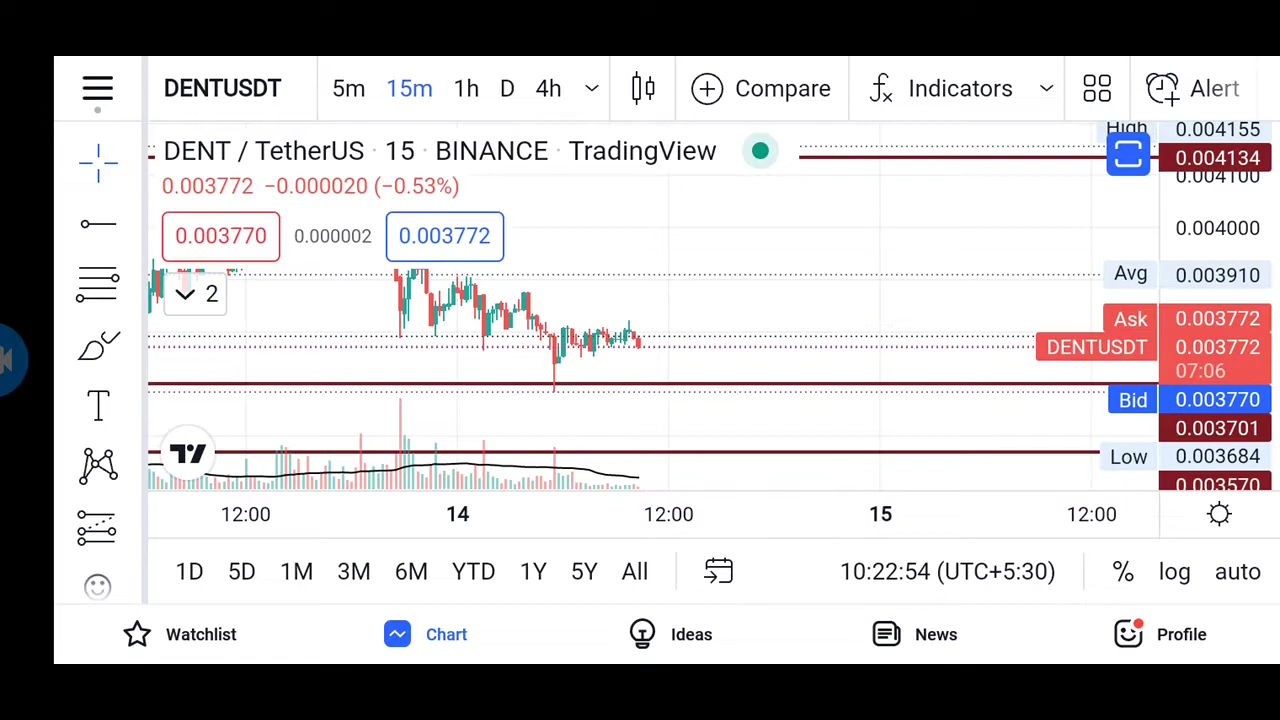 DENTUSDT 5m 15m 1h D 4h Compare Indicators Alert
DENT / TetherUS · 15 · BINANCE · TradingView
0.003772 −0.000020 (−0.53%)
0.003770 0.000002 0.003772
2
High 0.004155
0.004134
0.004100
0.004000
Avg 0.003910
Ask 0.003772
DENTUSDT 0.003772
07:06
Bid 0.003770
0.003701
Low 0.003684
0.003570
12:00 14 12:00 15 12:00
1D 5D 1M 3M 6M YTD 1Y 5Y All 10:22:54 (UTC+5:30) % log auto
Watchlist Chart Ideas News Profile